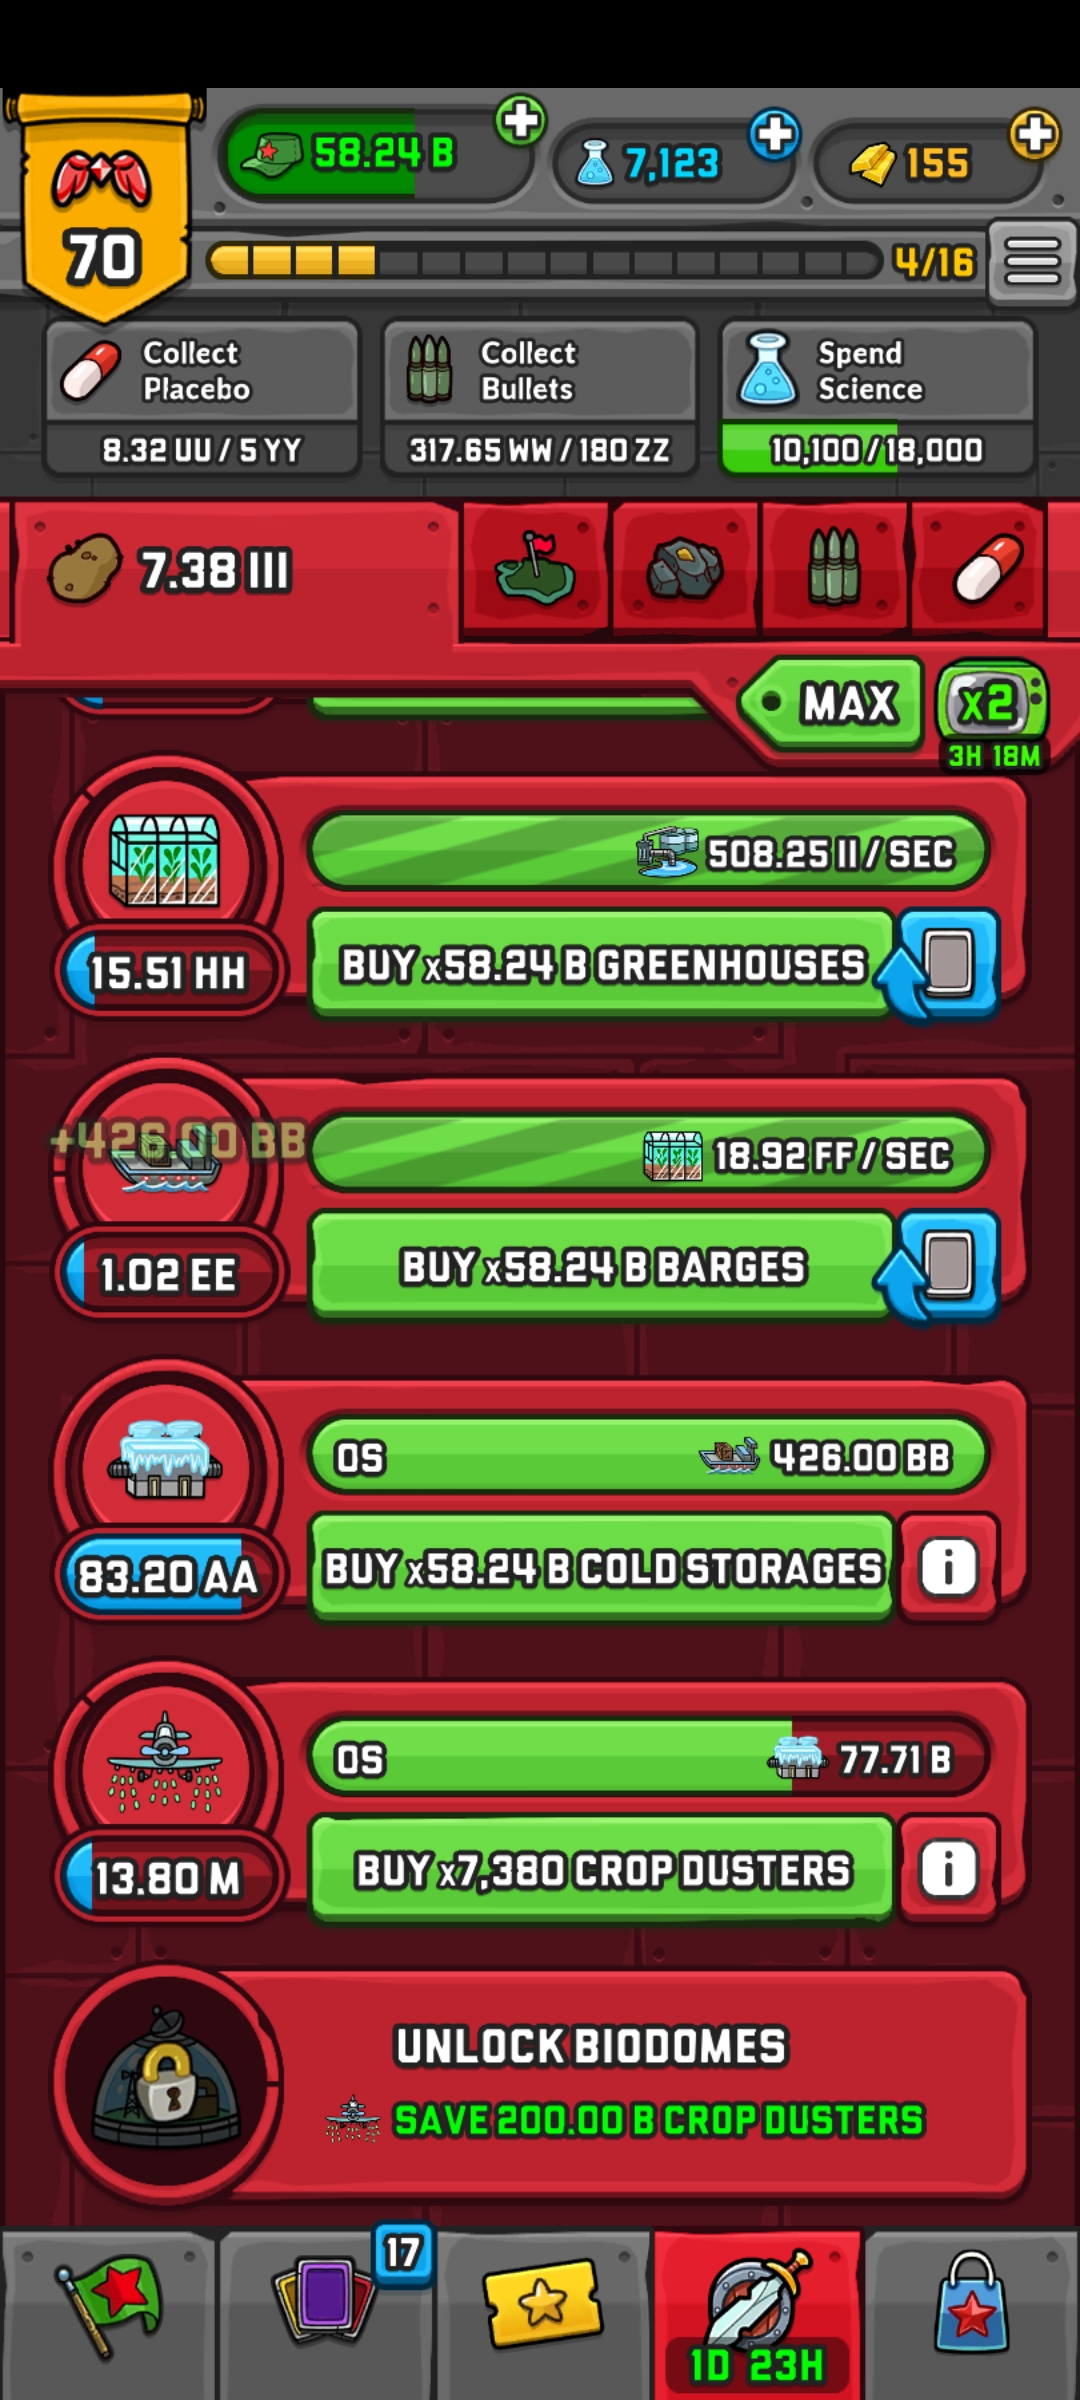 70
58.24 B
7,123
155
4/16
Collect
Placebo
8.32 UU / 5 YY
Collect
Bullets
317.65 WW / 180 ZZ
Spend
Science
10,100 / 18,000
7.38 III
MAX
x2
3H 18M
508.25 II / SEC
15.51 HH
BUY x58.24 B GREENHOUSES
+426.00 BB
18.92 FF / SEC
1.02 EE
BUY x58.24 B BARGES
0S
426.00 BB
83.20 AA
BUY x58.24 B COLD STORAGES
i
0S
77.71 B
13.80 M
BUY x7,380 CROP DUSTERS
i
UNLOCK BIODOMES
SAVE 200.00 B CROP DUSTERS
17
1D 23H